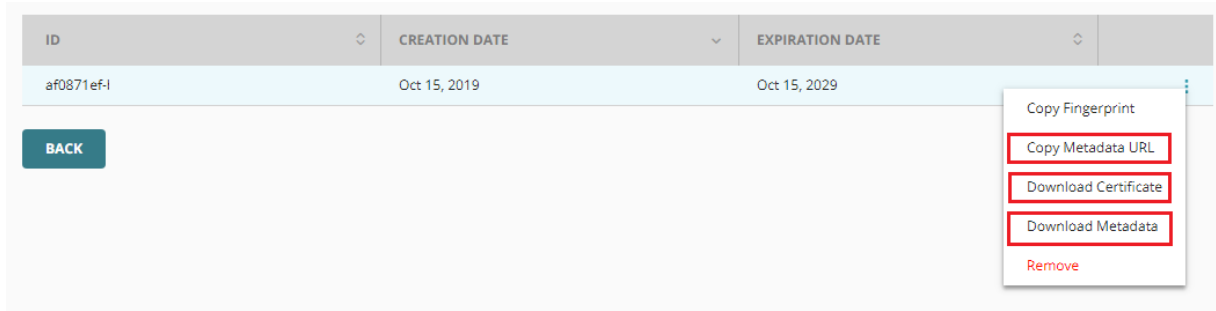 ID CREATION DATE EXPIRATION DATE
af0871ef-I Oct 15, 2019 Oct 15, 2029
Copy Fingerprint
BACK
Copy Metadata URL
Download Certificate
Download Metadata
Remove